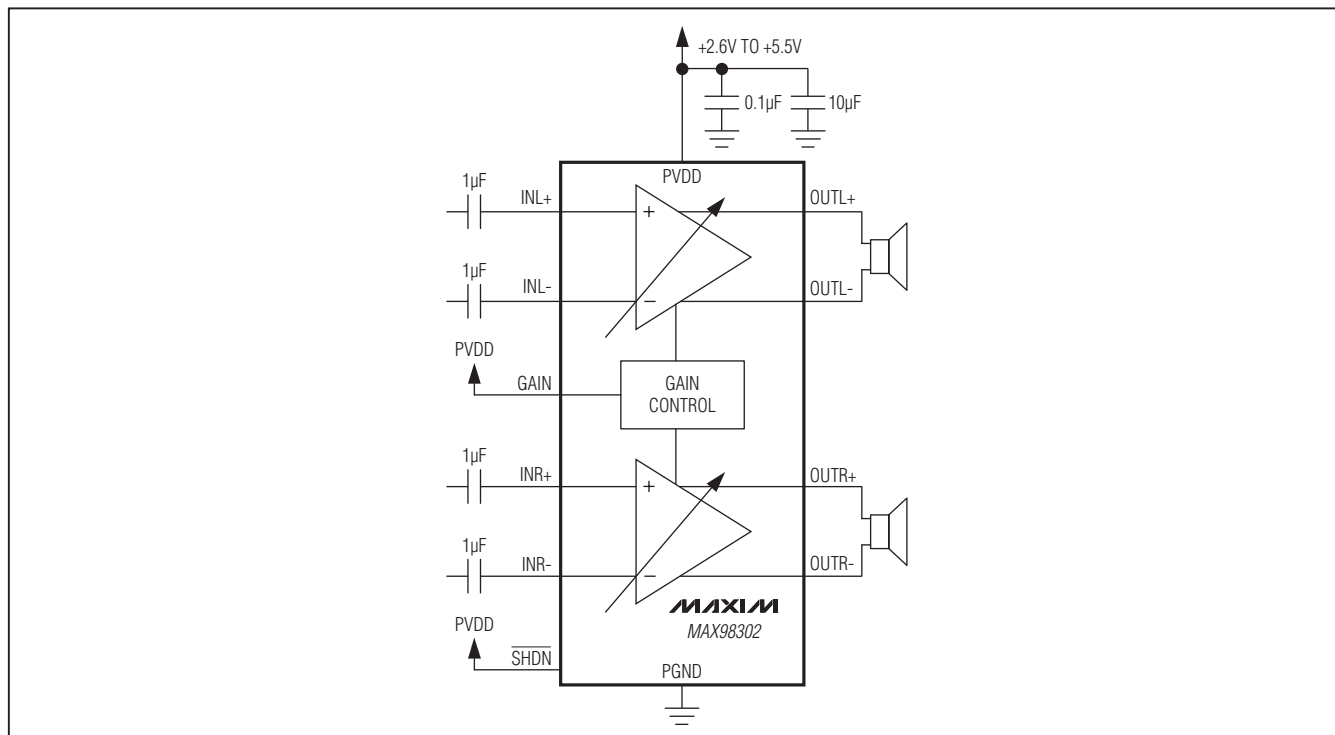 +2.6V TO +5.5V
0.1µF
10µF
PVDD
1µF
INL+
+
OUTL+
1µF
INL-
−
OUTL-
PVDD
GAIN
GAIN
CONTROL
1µF
INR+
+
OUTR+
1µF
INR-
−
OUTR-
MAXIM
MAX98302
PVDD
SHDN
PGND